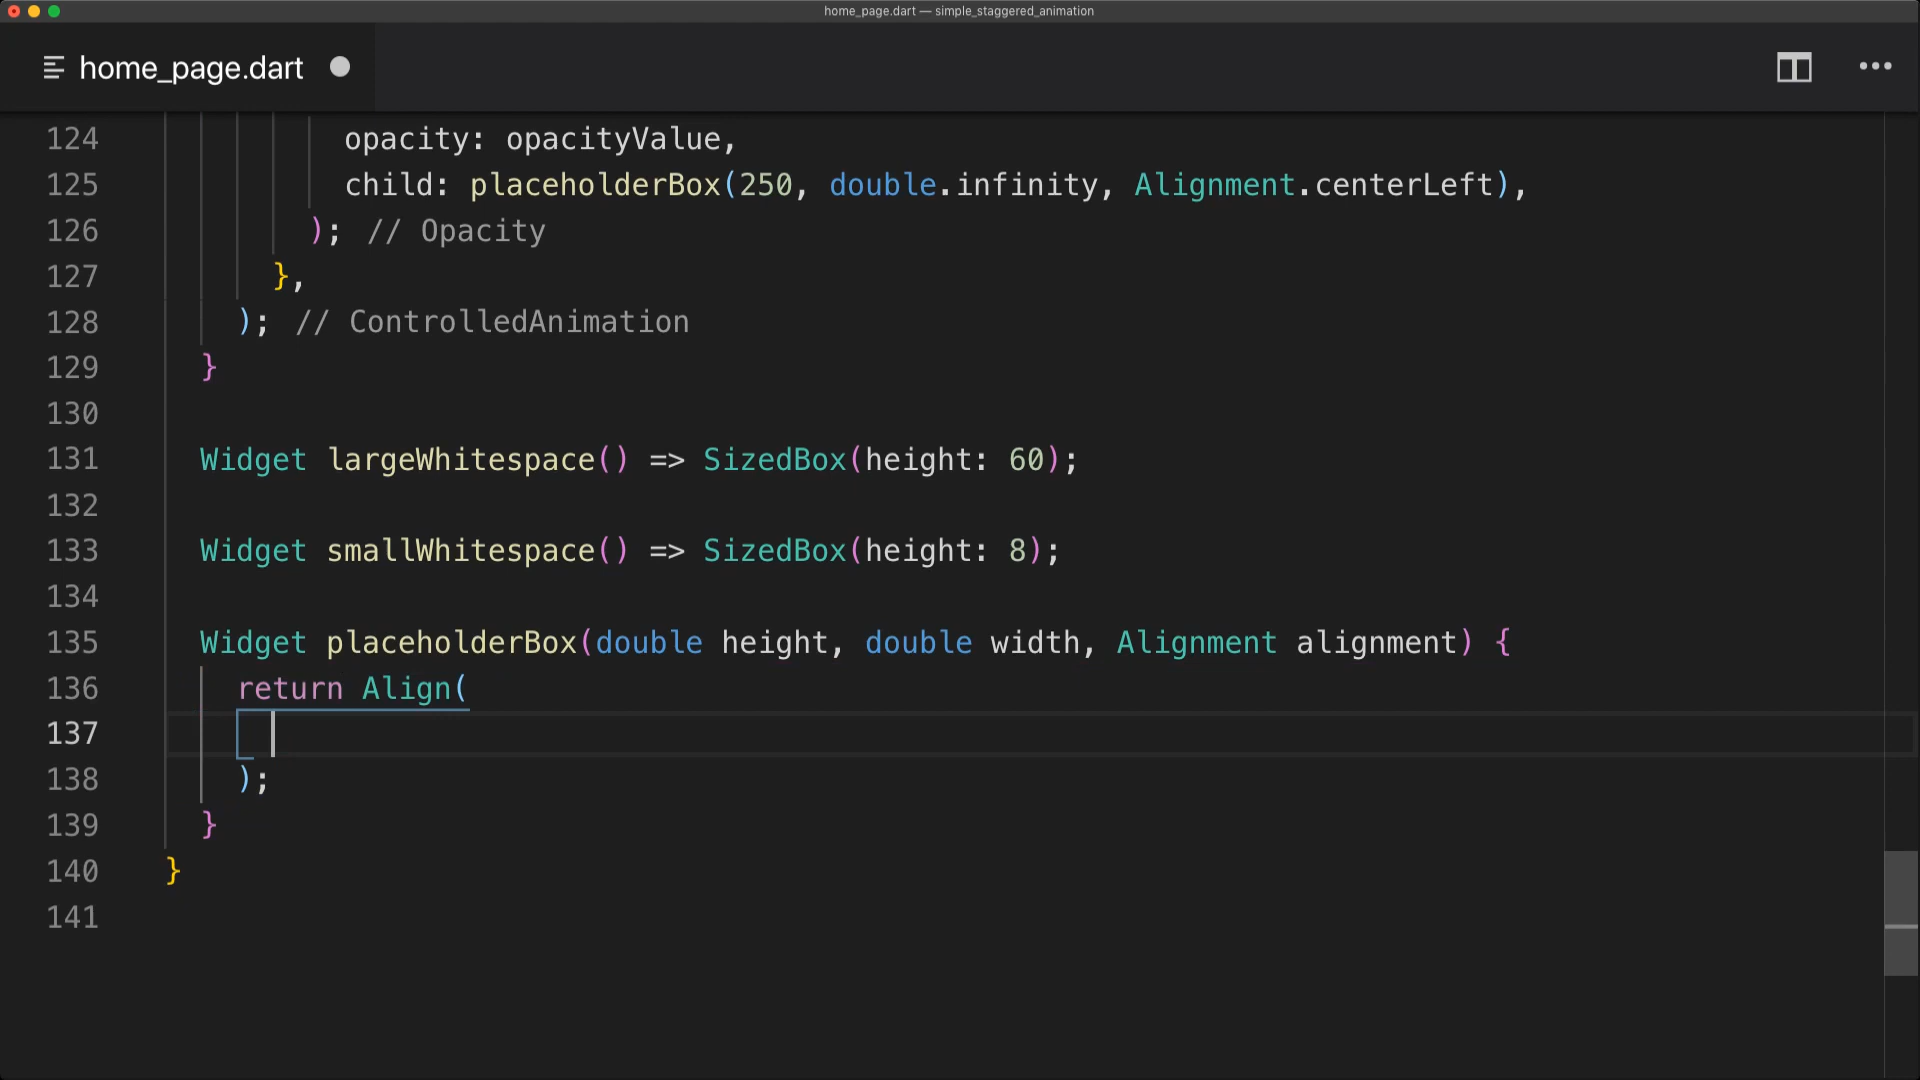 home_page.dart — simple_staggered_animation
home_page.dart
124 opacity: opacityValue,
125 child: placeholderBox(250, double.infinity, Alignment.centerLeft),
126 ); // Opacity
127 },
128 ); // ControlledAnimation
129 }
130
131 Widget largeWhitespace() => SizedBox(height: 60);
132
133 Widget smallWhitespace() => SizedBox(height: 8);
134
135 Widget placeholderBox(double height, double width, Alignment alignment) {
136 return Align(
137
138 );
139 }
140 }
141